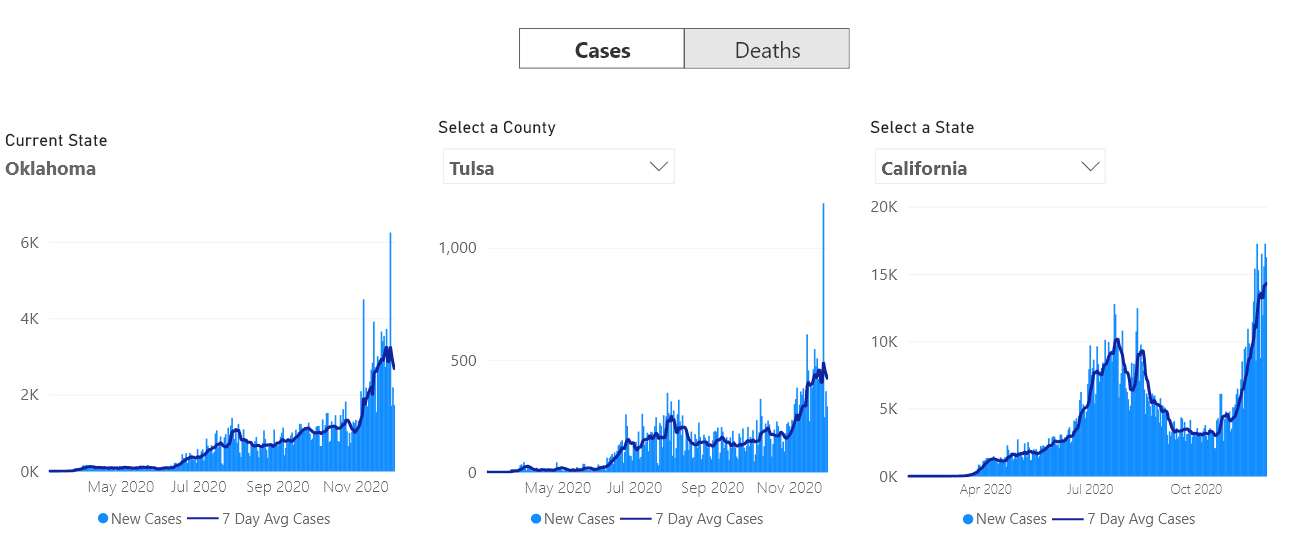 Cases Deaths
Current State
Oklahoma
6K
4K
2K
0K
May 2020 Jul 2020 Sep 2020 Nov 2020
New Cases 7 Day Avg Cases
Select a County
Tulsa
1,000
500
0
May 2020 Jul 2020 Sep 2020 Nov 2020
New Cases 7 Day Avg Cases
Select a State
California
20K
15K
10K
5K
0K
Apr 2020 Jul 2020 Oct 2020
New Cases 7 Day Avg Cases